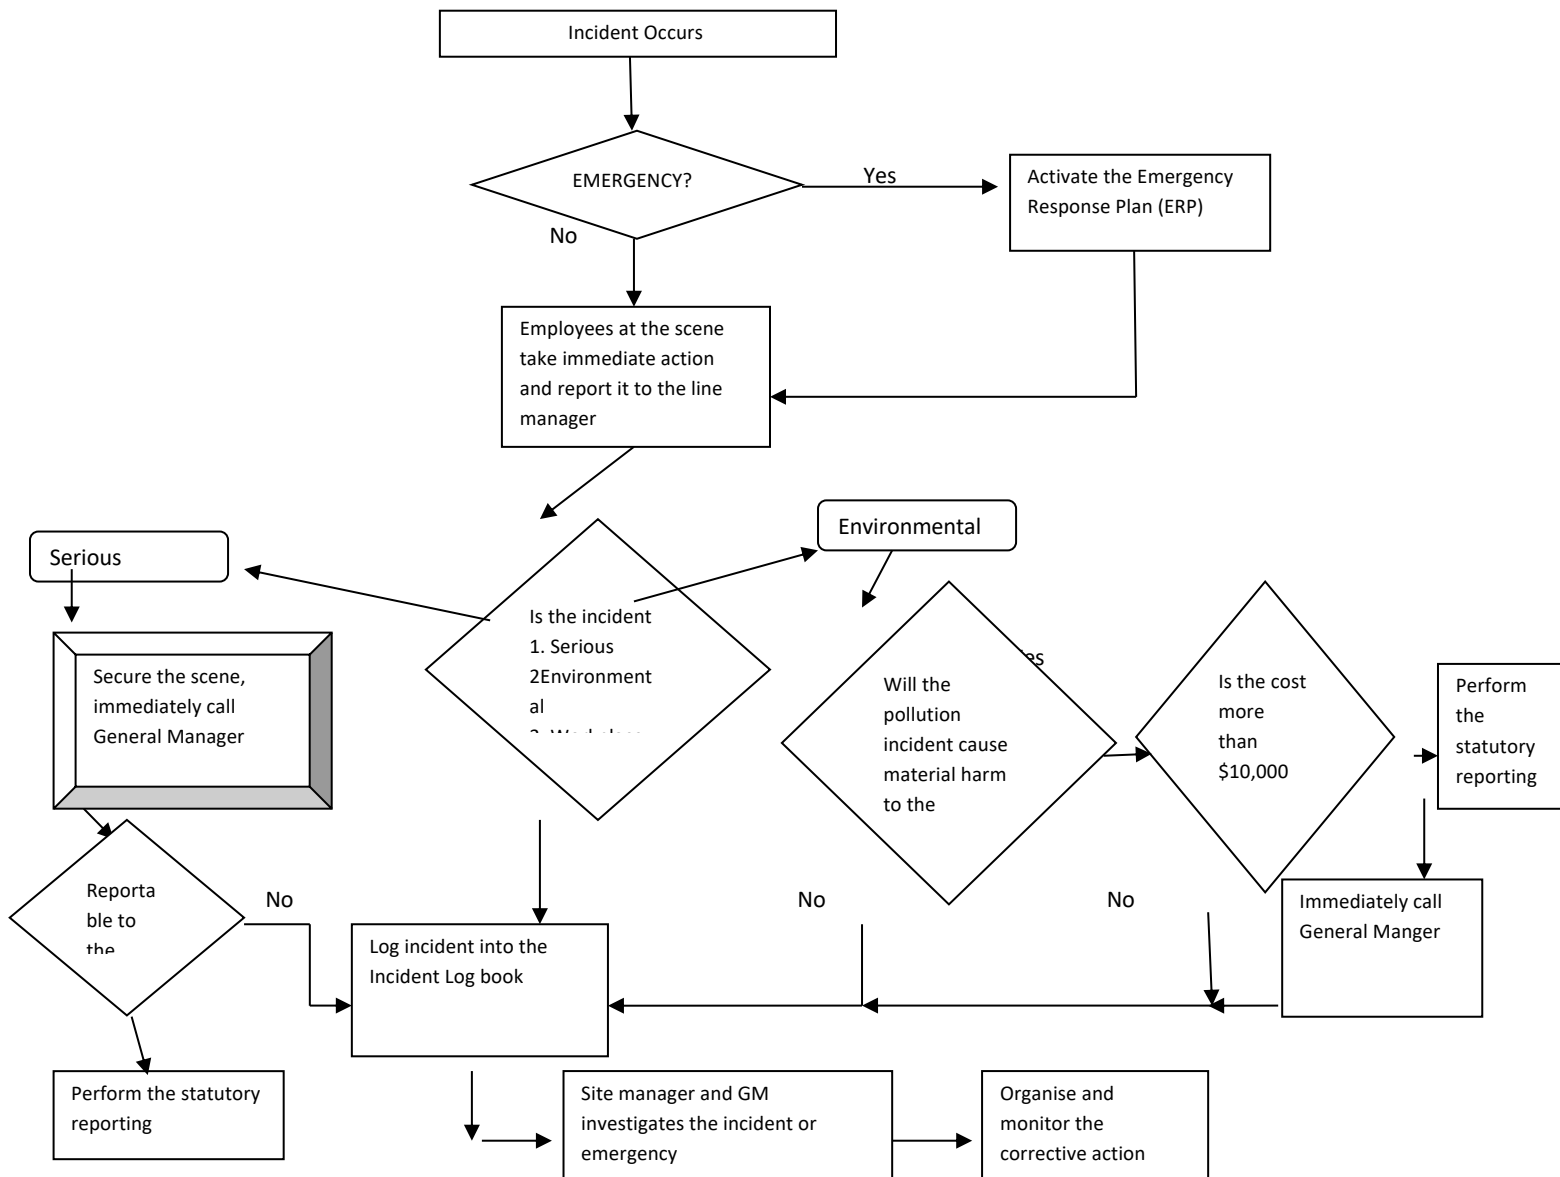 Incident Occurs
EMERGENCY?
Yes
Activate the Emergency
Response Plan (ERP)
No
Employees at the scene
take immediate action
and report it to the line
manager
Serious
Environmental
Is the incident
1. Serious
2Environment
al
Secure the scene,
immediately call
General Manager
Will the
pollution
incident cause
material harm
to the
Is the cost
more
than
$10,000
Perform
the
statutory
reporting
Reporta
ble to
the
No
No
No
Log incident into the
Incident Log book
Immediately call
General Manger
Perform the statutory
reporting
Site manager and GM
investigates the incident or
emergency
Organise and
monitor the
corrective action